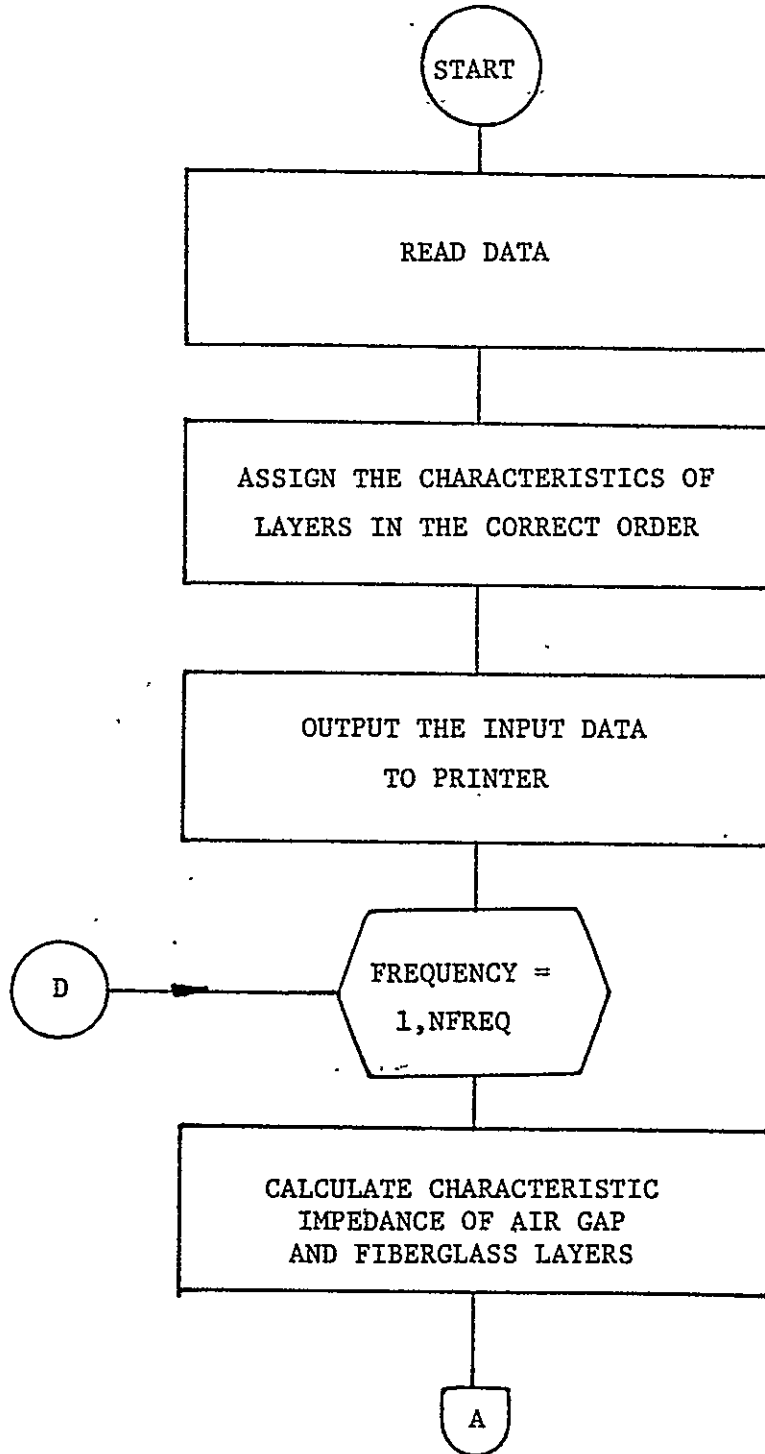 START
READ DATA
ASSIGN THE CHARACTERISTICS OF
LAYERS IN THE CORRECT ORDER
OUTPUT THE INPUT DATA
TO PRINTER
D
FREQUENCY =
1,NFREQ
CALCULATE CHARACTERISTIC
IMPEDANCE OF AIR GAP
AND FIBERGLASS LAYERS
A